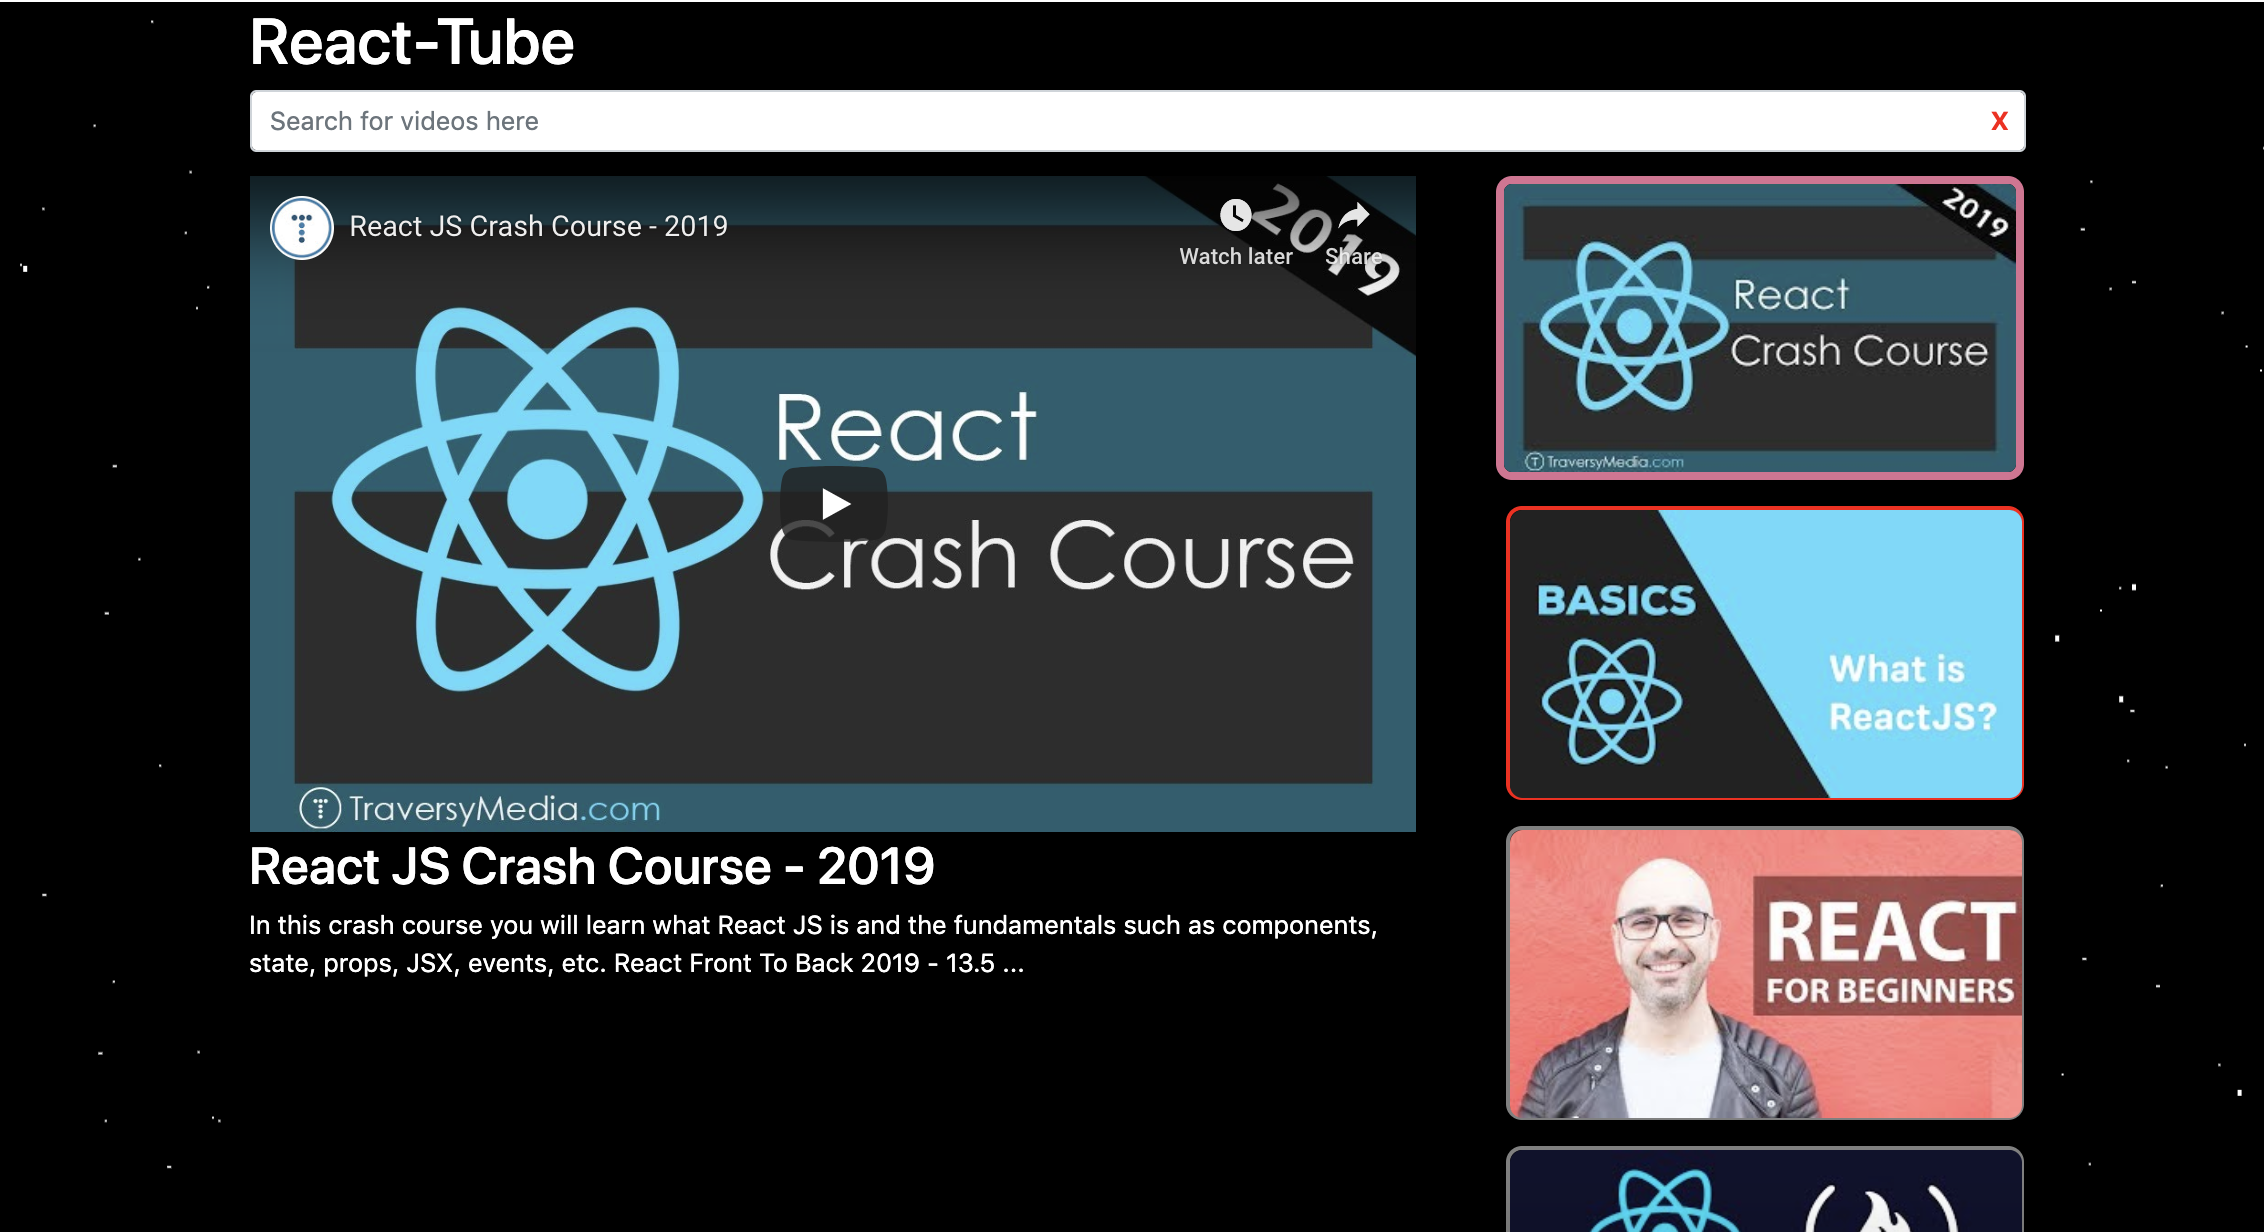 React-Tube
Search for videos here
X
React JS Crash Course - 2019
Watch later
Share
2019
React
Crash Course
TraversyMedia.com
React JS Crash Course - 2019
In this crash course you will learn what React JS is and the fundamentals such as components,
state, props, JSX, events, etc. React Front To Back 2019 - 13.5 ...
2019
React
Crash Course
TraversyMedia.com
BASICS
What is
ReactJS?
REACT
FOR BEGINNERS